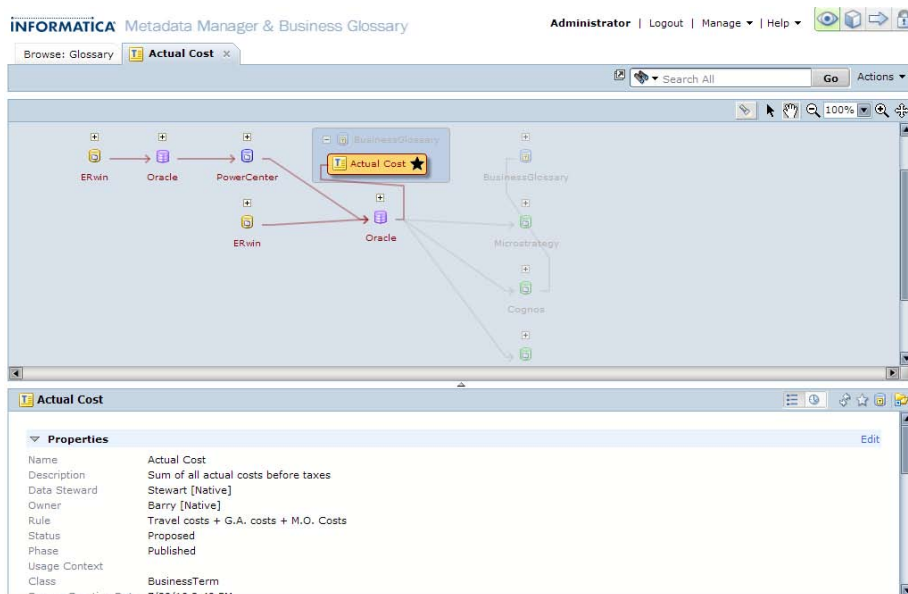 INFORMATICA Metadata Manager & Business Glossary
Administrator | Logout | Manage | Help
Browse: Glossary
Actual Cost
Search All
Go
Actions
100%
BusinessGlossary
Actual Cost
ERwin
Oracle
PowerCenter
BusinessGlossary
ERwin
Oracle
Microstrategy
Cognos
Actual Cost
Properties
Edit
Name Actual Cost
Description Sum of all actual costs before taxes
Data Steward Stewart [Native]
Owner Barry [Native]
Rule Travel costs + G.A. costs + M.O. Costs
Status Proposed
Phase Published
Usage Context
Class BusinessTerm